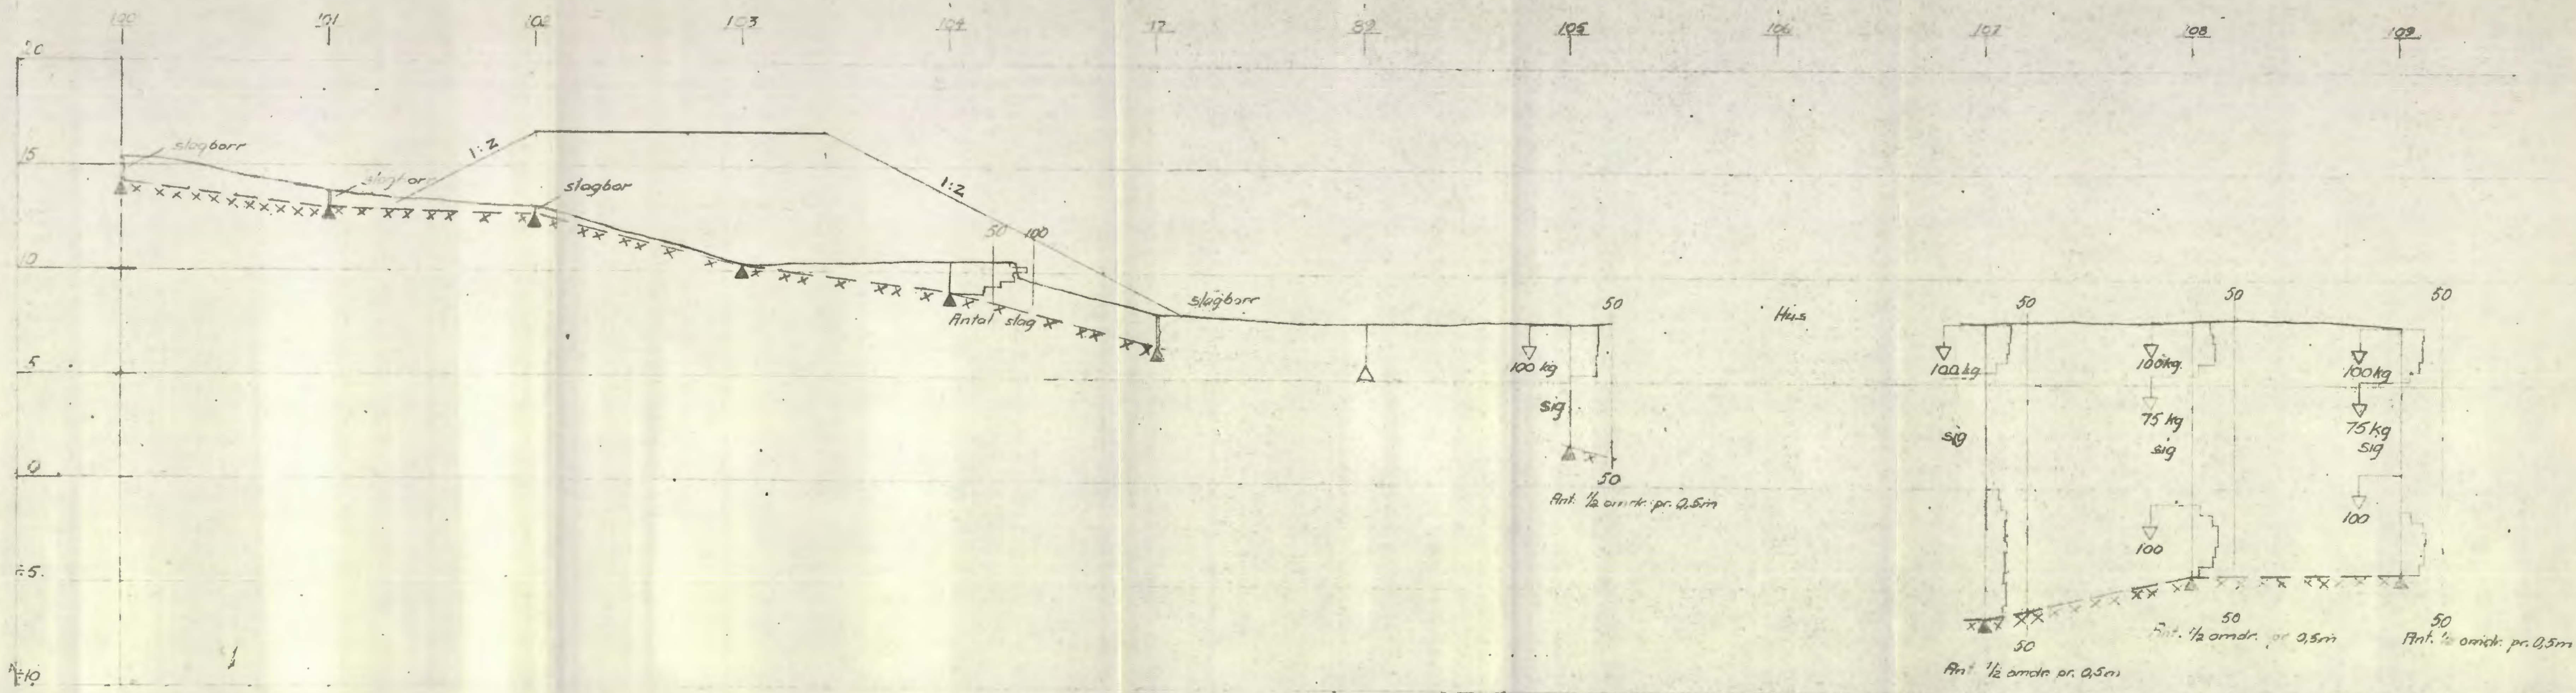 100 101 102 103 104 17 89 105 106 107 108 109
20
15
slagborr
slagborr
1:2
slagbor
1:2
50 100
10
Antal slag
slagborr
50
Hus
50
50
50
5
100 kg
100 kg
100kg
100kg
sig
sig
75 kg
sig
75 kg
sig
0
50
Ant. 1/2 omdr. pr. 0,5m
100
100
÷5
50
Ant. 1/2 omdr. pr. 0,5m
50
Ant. 1/2 omdr. pr 0,5m
50
Ant. 1/2 omdr. pr. 0,5m
÷10